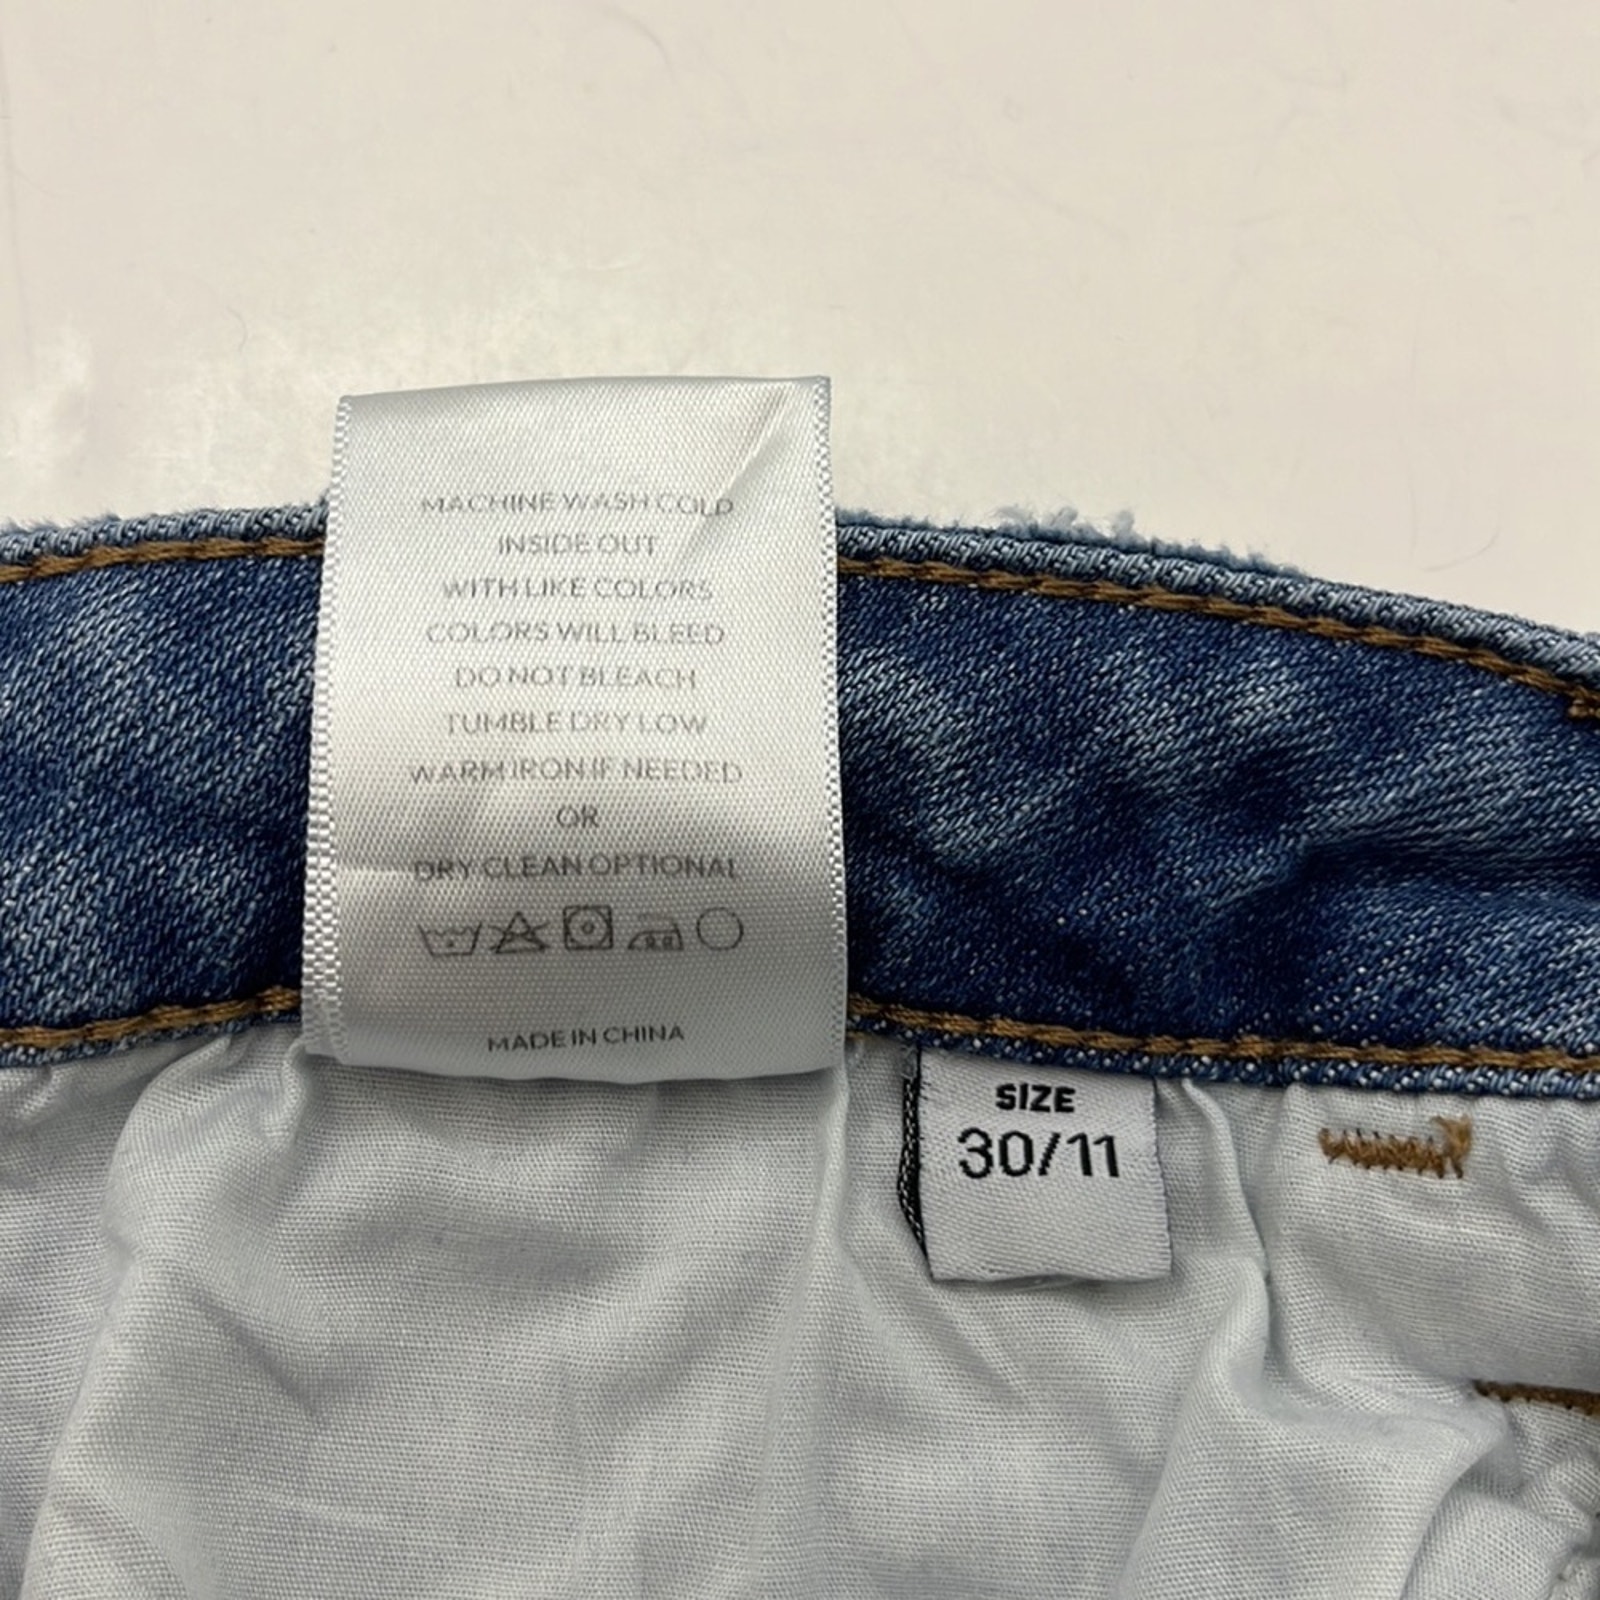 MACHINE WASH COLD
INSIDE OUT
WITH LIKE COLORS
COLORS WILL BLEED
DO NOT BLEACH
TUMBLE DRY LOW
WARM IRON IF NEEDED
OR
DRY CLEAN OPTIONAL
MADE IN CHINA
SIZE
30/11